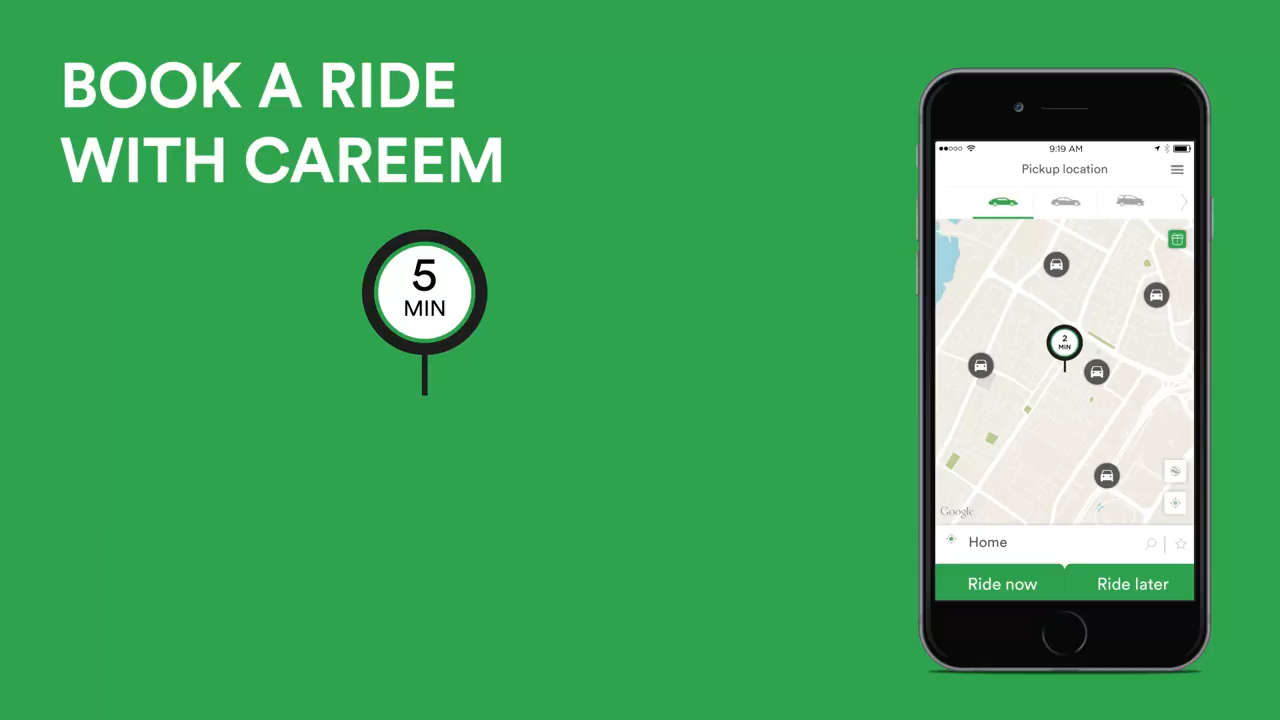 BOOK A RIDE
WITH CAREEM
5
MIN
9:19 AM
Pickup location
2
MIN
Google
Home
Ride now
Ride later